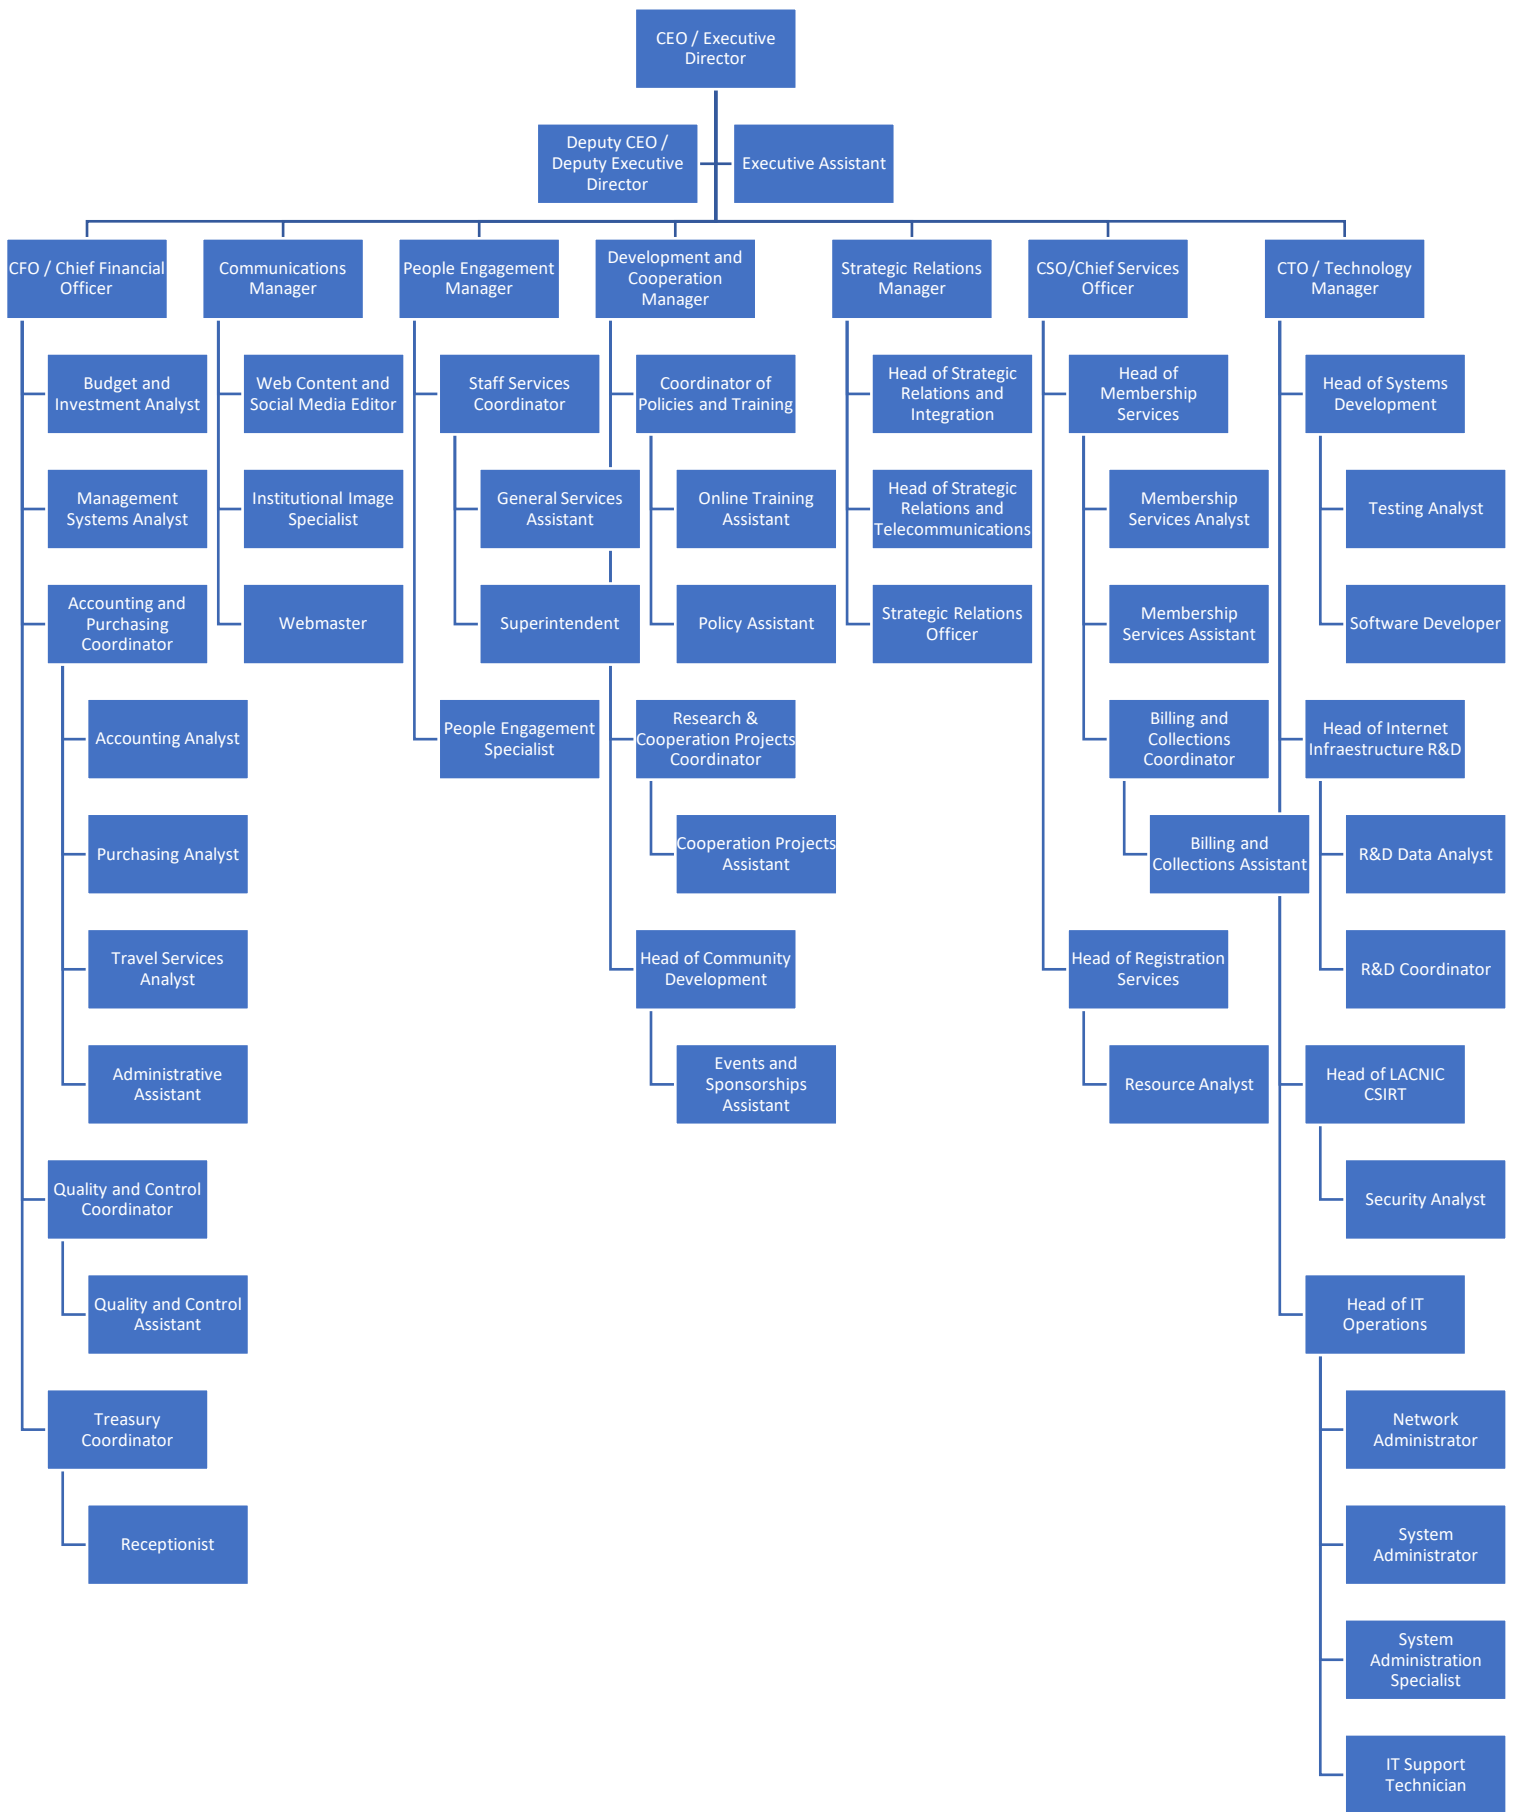 CEO / Executive
Director
Deputy CEO /
Deputy Executive
Director
Executive Assistant
CFO / Chief Financial
Officer
Communications
Manager
People Engagement
Manager
Development and
Cooperation
Manager
Strategic Relations
Manager
CSO/Chief Services
Officer
CTO / Technology
Manager
Budget and
Investment Analyst
Web Content and
Social Media Editor
Staff Services
Coordinator
Coordinator of
Policies and Training
Head of Strategic
Relations and
Integration
Head of
Membership
Services
Head of Systems
Development
Management
Systems Analyst
Institutional Image
Specialist
General Services
Assistant
Online Training
Assistant
Head of Strategic
Relations and
Telecommunications
Membership
Services Analyst
Testing Analyst
Accounting and
Purchasing
Coordinator
Webmaster
Superintendent
Policy Assistant
Strategic Relations
Officer
Membership
Services Assistant
Software Developer
Accounting Analyst
People Engagement
Specialist
Research &
Cooperation Projects
Coordinator
Billing and
Collections
Coordinator
Head of Internet
Infraestructure R&D
Purchasing Analyst
Cooperation Projects
Assistant
Billing and
Collections Assistant
R&D Data Analyst
Travel Services
Analyst
Head of Community
Development
Head of Registration
Services
R&D Coordinator
Administrative
Assistant
Events and
Sponsorships
Assistant
Resource Analyst
Head of LACNIC
CSIRT
Quality and Control
Coordinator
Security Analyst
Quality and Control
Assistant
Head of IT
Operations
Treasury
Coordinator
Network
Administrator
Receptionist
System
Administrator
System
Administration
Specialist
IT Support
Technician